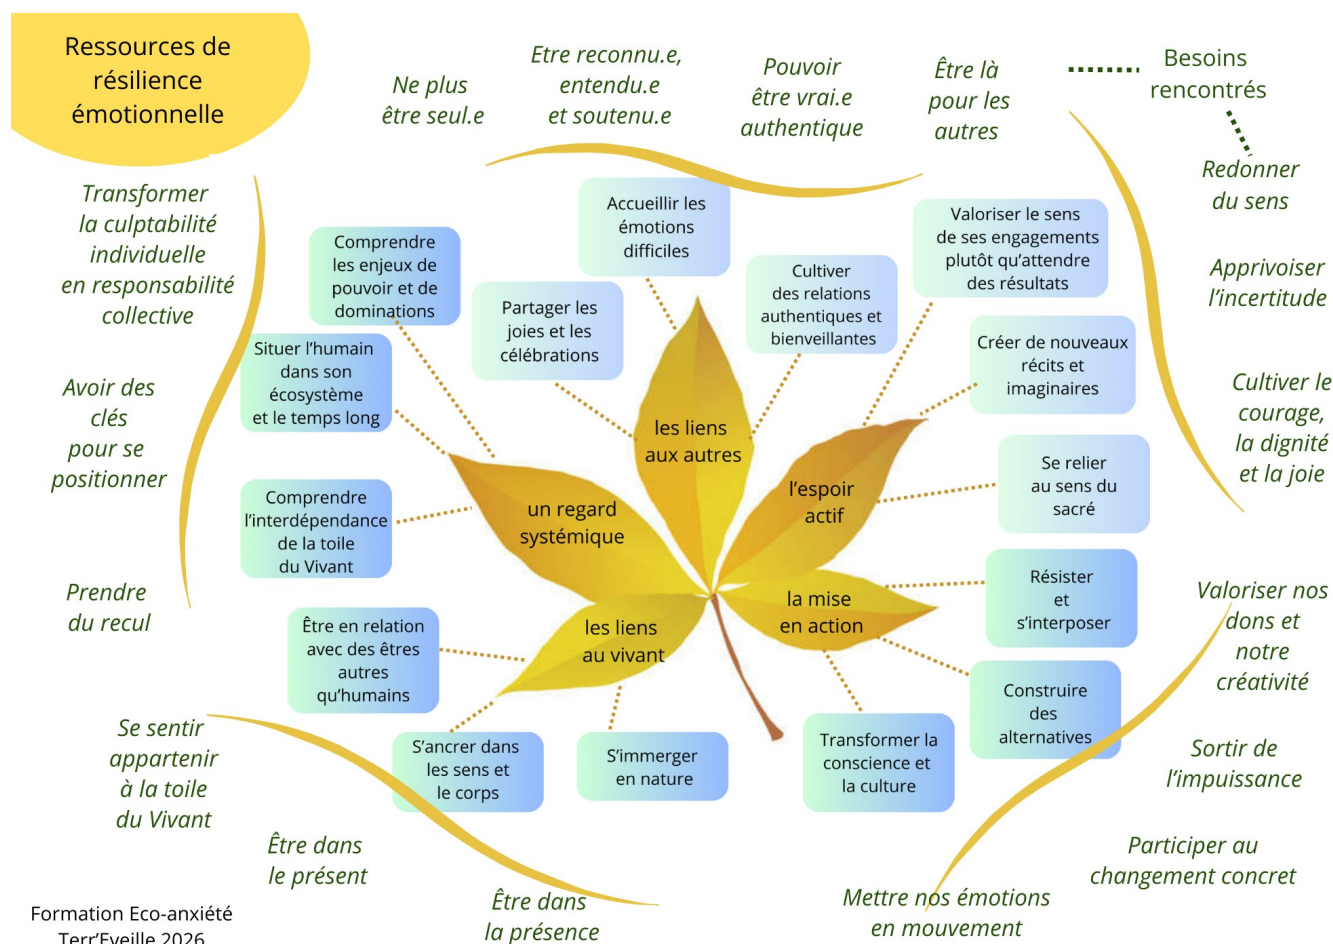 Ressources de
résilience
émotionnelle
Ne plus
être seul.e
Etre reconnu.e,
entendu.e
et soutenu.e
Pouvoir
être vrai.e
authentique
Être là
pour les
autres
Besoins
rencontrés
Redonner
du sens
Apprivoiser
l'incertitude
Cultiver le
courage,
la dignité
et la joie
Transformer
la culptabilité
individuelle
en responsabilité
collective
Avoir des
clés
pour se
positionner
Prendre
du recul
Comprendre
les enjeux de
pouvoir et de
dominations
Situer l'humain
dans son
écosystème
et le temps long
Comprendre
l'interdépendance
de la toile
du Vivant
Partager les
joies et les
célébrations
Accueillir les
émotions
difficiles
Cultiver
des relations
authentiques et
bienveillantes
Valoriser le sens
de ses engagements
plutôt qu'attendre
des résultats
Créer de nouveaux
récits et
imaginaires
Se relier
au sens du
sacré
les liens
aux autres
l'espoir
actif
un regard
systémique
la mise
en action
les liens
au vivant
Résister
et
s'interposer
Construire
des
alternatives
Transformer la
conscience et
la culture
Être en relation
avec des êtres
autres
qu'humains
S'ancrer dans
les sens et
le corps
S'immerger
en nature
Valoriser nos
dons et
notre
créativité
Sortir de
l'impuissance
Participer au
changement concret
Mettre nos émotions
en mouvement
Se sentir
appartenir
à la toile
du Vivant
Être dans
le présent
Être dans
la présence
Formation Eco-anxiété
Terr'Eveille 2026